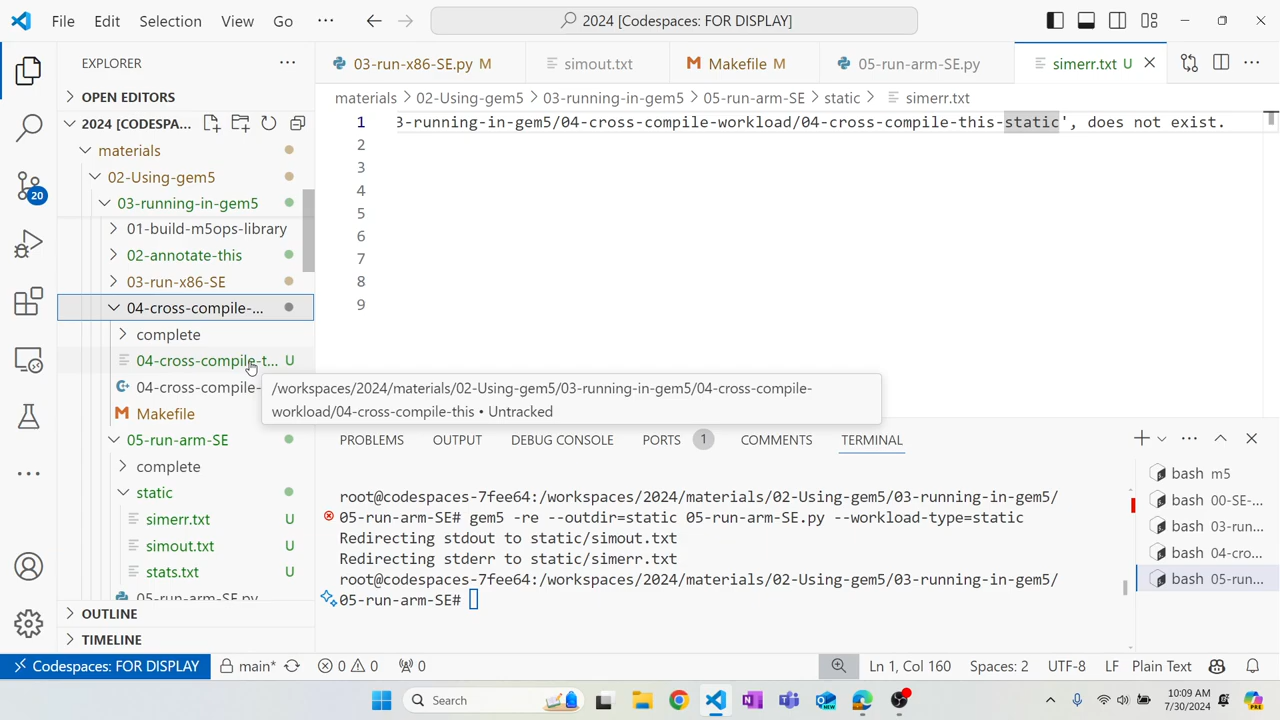 File Edit Selection View Go ··· 2024 [Codespaces: FOR DISPLAY]
EXPLORER
OPEN EDITORS
2024 [CODESPA...
materials
02-Using-gem5
03-running-in-gem5
01-build-m5ops-library
02-annotate-this
03-run-x86-SE
04-cross-compile-...
complete
04-cross-compile-t... U
04-cross-compile-
Makefile
05-run-arm-SE
complete
static
simerr.txt U
simout.txt U
stats.txt U
05-run-arm-SE.py
OUTLINE
TIMELINE
20
03-run-x86-SE.py M simout.txt Makefile M 05-run-arm-SE.py simerr.txt U
materials > 02-Using-gem5 > 03-running-in-gem5 > 05-run-arm-SE > static > simerr.txt
1 3-running-in-gem5/04-cross-compile-workload/04-cross-compile-this-static', does not exist.
2
3
4
5
6
7
8
9
/workspaces/2024/materials/02-Using-gem5/03-running-in-gem5/04-cross-compile-
workload/04-cross-compile-this • Untracked
PROBLEMS OUTPUT DEBUG CONSOLE PORTS 1 COMMENTS TERMINAL
root@codespaces-7fee64:/workspaces/2024/materials/02-Using-gem5/03-running-in-gem5/
05-run-arm-SE# gem5 -re --outdir=static 05-run-arm-SE.py --workload-type=static
Redirecting stdout to static/simout.txt
Redirecting stderr to static/simerr.txt
root@codespaces-7fee64:/workspaces/2024/materials/02-Using-gem5/03-running-in-gem5/
05-run-arm-SE#
bash m5
bash 00-SE-...
bash 03-run...
bash 04-cro...
bash 05-run...
Codespaces: FOR DISPLAY main* 0 0 0 Ln 1, Col 160 Spaces: 2 UTF-8 LF Plain Text
Search
10:09 AM
7/30/2024